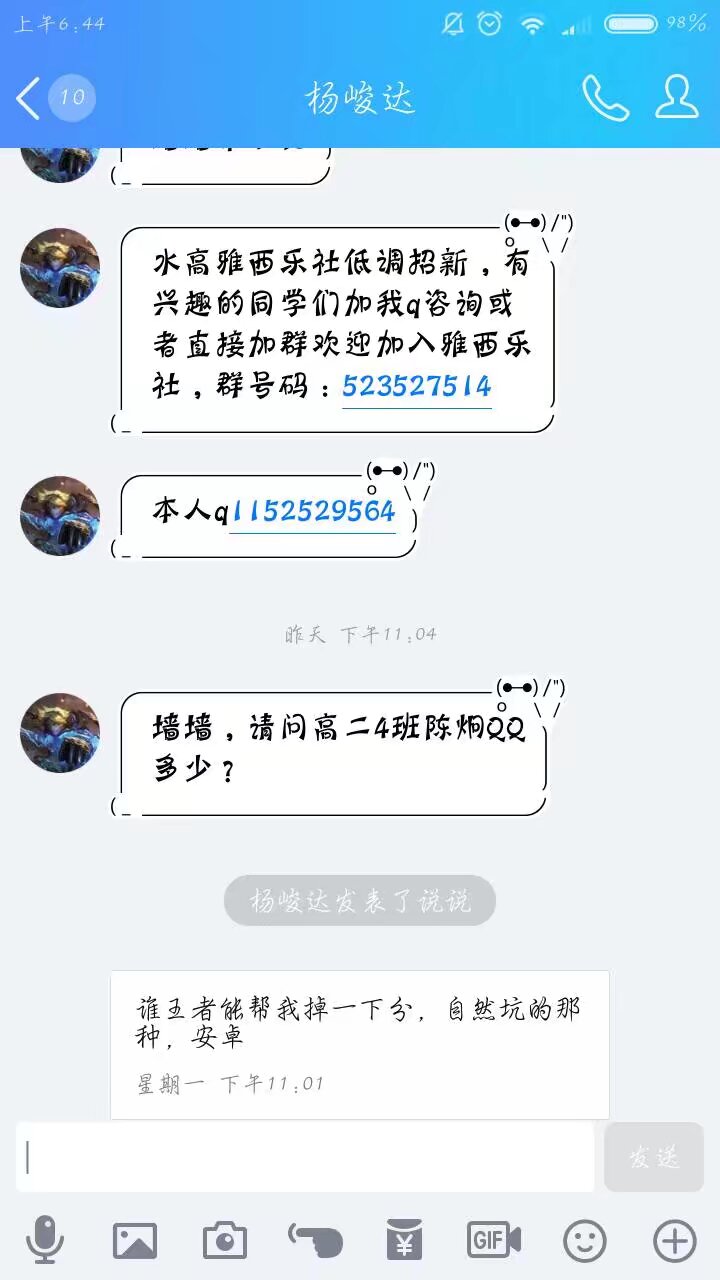 上午6:44
98%
10
杨峻达
水高雅西乐社低调招新，有
兴趣的同学们加我q咨询或
者直接加群欢迎加入雅西乐
社，群号码：523527514
本人q1152529564
昨天 下午11:04
墙墙，请问高二4班陈炯QQ
多少？
杨峻达发表了说说
谁王者能帮我掉一下分，自然坑的那
种，安卓
星期一 下午11:01
发送
GIF